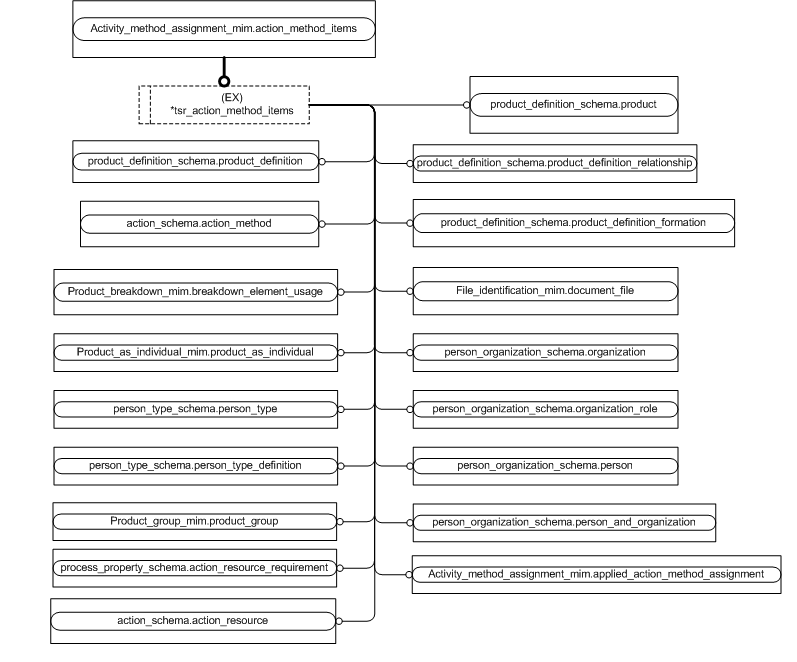 Activity_method_assignment_mim.action_method_items
(EX)
*tsr_action_method_items
product_definition_schema.product
product_definition_schema.product_definition
product_definition_schema.product_definition_relationship
action_schema.action_method
product_definition_schema.product_definition_formation
Product_breakdown_mim.breakdown_element_usage
File_identification_mim.document_file
Product_as_individual_mim.product_as_individual
person_organization_schema.organization
person_type_schema.person_type
person_organization_schema.organization_role
person_type_schema.person_type_definition
person_organization_schema.person
Product_group_mim.product_group
person_organization_schema.person_and_organization
process_property_schema.action_resource_requirement
Activity_method_assignment_mim.applied_action_method_assignment
action_schema.action_resource